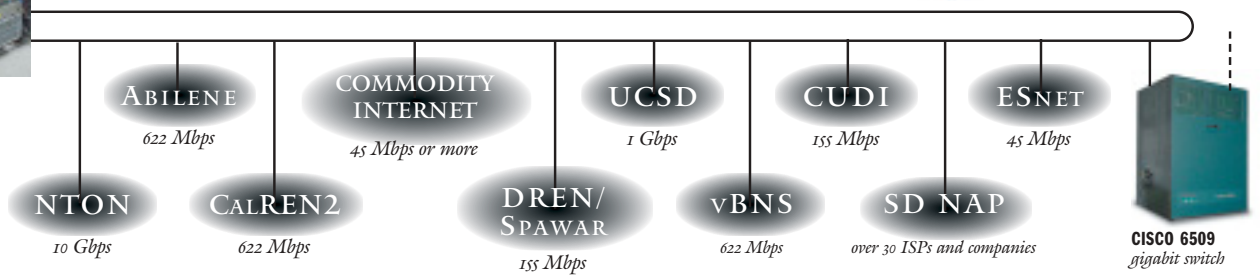 ABILENE
622 Mbps
COMMODITY
INTERNET
45 Mbps or more
UCSD
1 Gbps
CUDI
155 Mbps
ESNET
45 Mbps
NTON
10 Gbps
CALREN2
622 Mbps
DREN/
SPAWAR
155 Mbps
vBNS
622 Mbps
SD NAP
over 30 ISPs and companies
CISCO 6509
gigabit switch